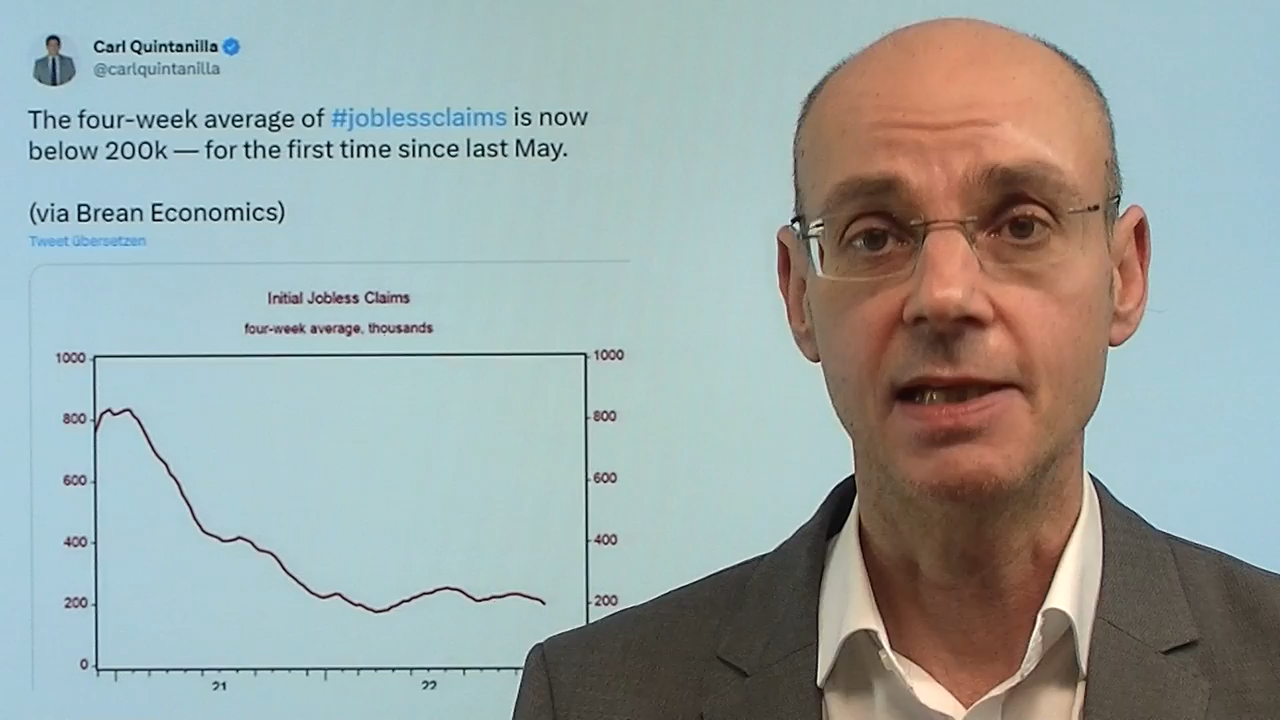 Carl Quintanilla
@carlquintanilla
The four-week average of #joblessclaims is now
below 200k — for the first time since last May.
(via Brean Economics)
Tweet übersetzen
Initial Jobless Claims
four-week average, thousands
1000 1000
800 800
600 600
400 400
200 200
0
21 22